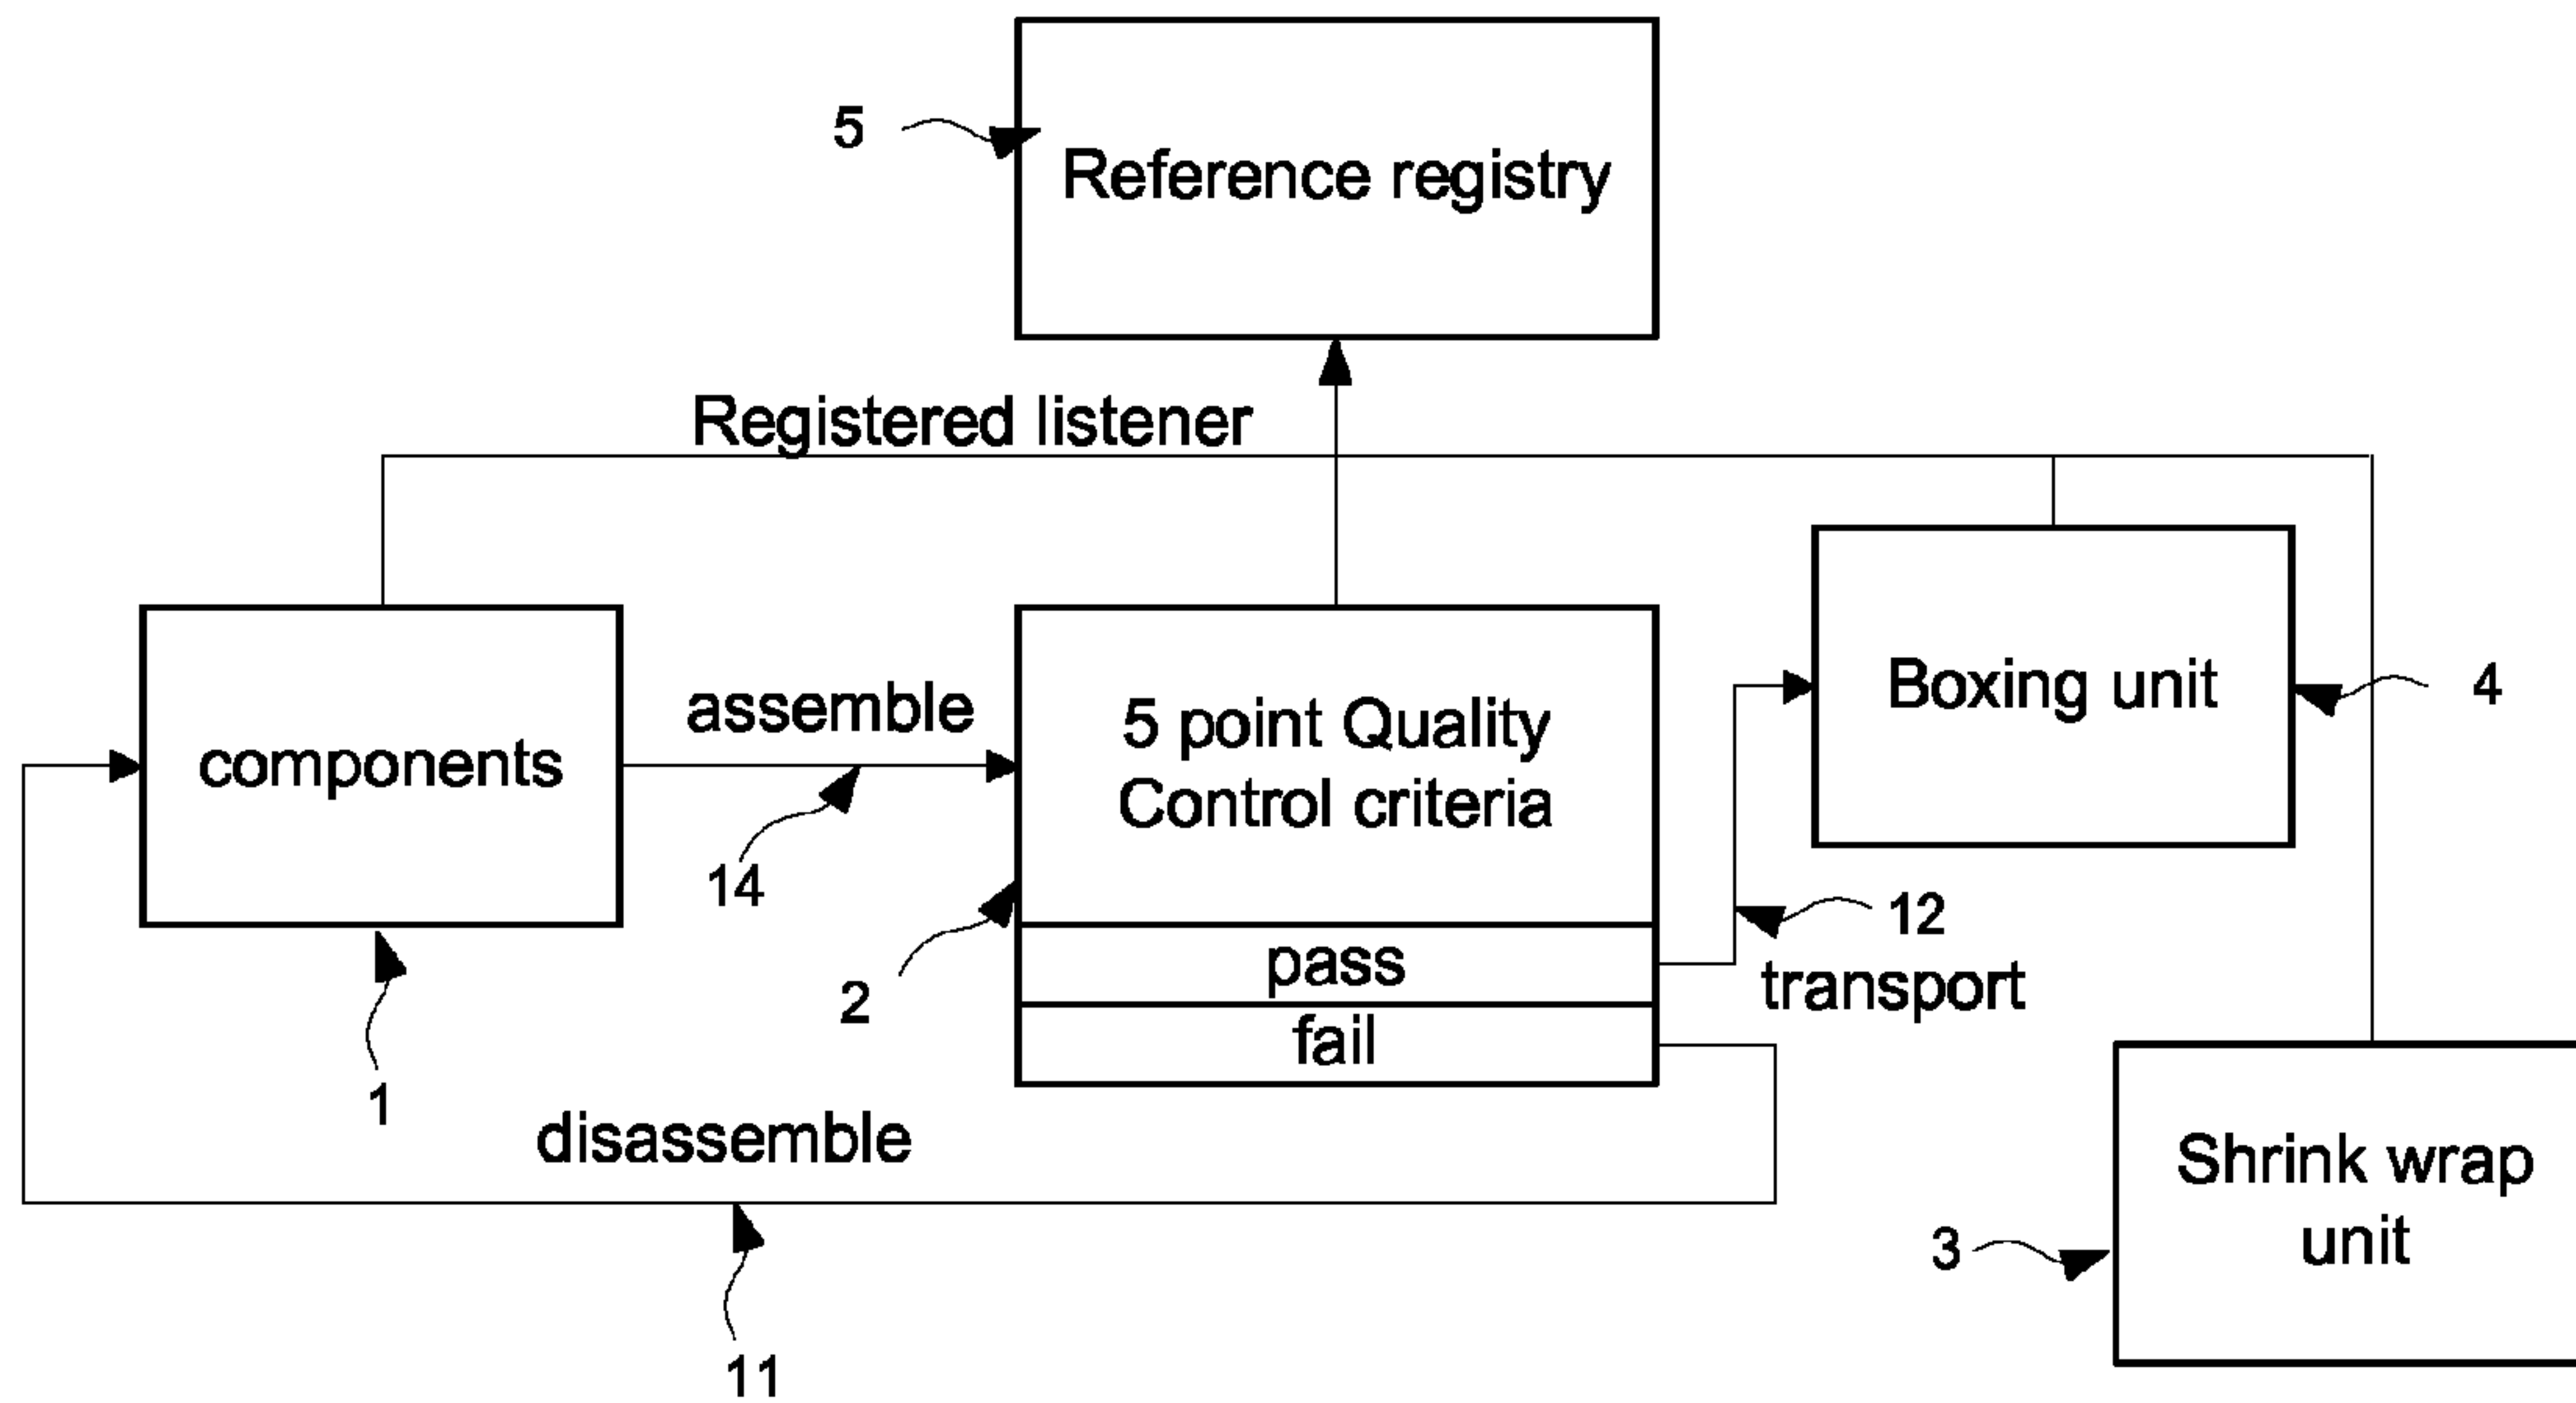 5
Reference registry
Registered listener
components
assemble
14
5 point Quality
Control criteria
2
pass
fail
Boxing unit
4
12
transport
1
disassemble
11
Shrink wrap
unit
3